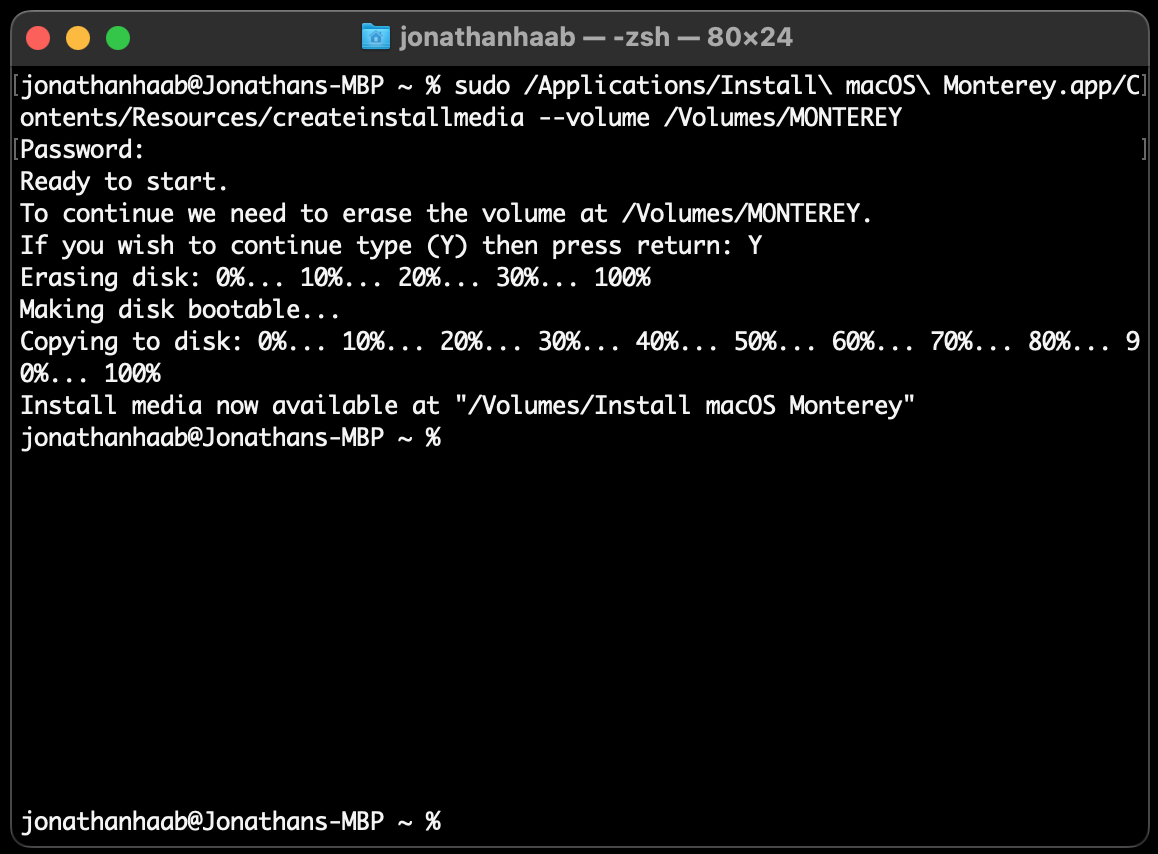 jonathanhaab — -zsh — 80×24
[jonathanhaab@Jonathans-MBP ~ % sudo /Applications/Install\ macOS\ Monterey.app/C]
ontents/Resources/createinstallmedia --volume /Volumes/MONTEREY
[Password: ]
Ready to start.
To continue we need to erase the volume at /Volumes/MONTEREY.
If you wish to continue type (Y) then press return: Y
Erasing disk: 0%... 10%... 20%... 30%... 100%
Making disk bootable...
Copying to disk: 0%... 10%... 20%... 30%... 40%... 50%... 60%... 70%... 80%... 9
0%... 100%
Install media now available at "/Volumes/Install macOS Monterey"
jonathanhaab@Jonathans-MBP ~ %
jonathanhaab@Jonathans-MBP ~ %